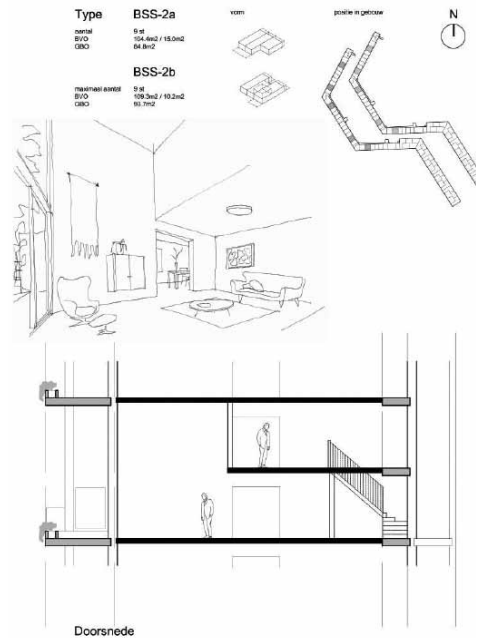 Type BSS-2a
vorm
positie in gebouw
N
aantal 9 st
BVO 104.4m2 / 15.0m2
GBO 84.8m2
BSS-2b
maximaal aantal 9 st
BVO 109.3m2 / 10.2m2
GBO 93.7m2
Doorsnede